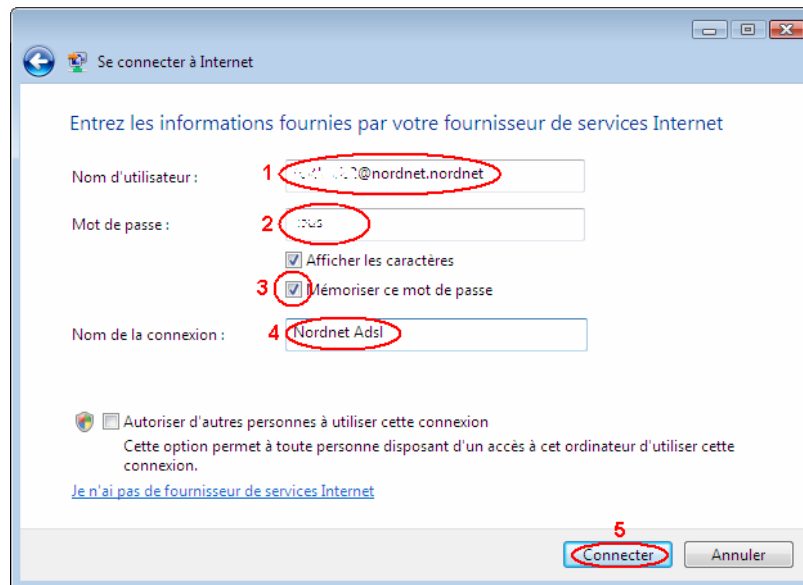 Se connecter à Internet
Entrez les informations fournies par votre fournisseur de services Internet
Nom d'utilisateur : 1 @nordnet.nordnet
Mot de passe : 2
Afficher les caractères
3 Mémoriser ce mot de passe
Nom de la connexion : 4 Nordnet Adsl
Autoriser d'autres personnes à utiliser cette connexion
Cette option permet à toute personne disposant d'un accès à cet ordinateur d'utiliser cette
connexion.
Je n'ai pas de fournisseur de services Internet
5
Connecter Annuler